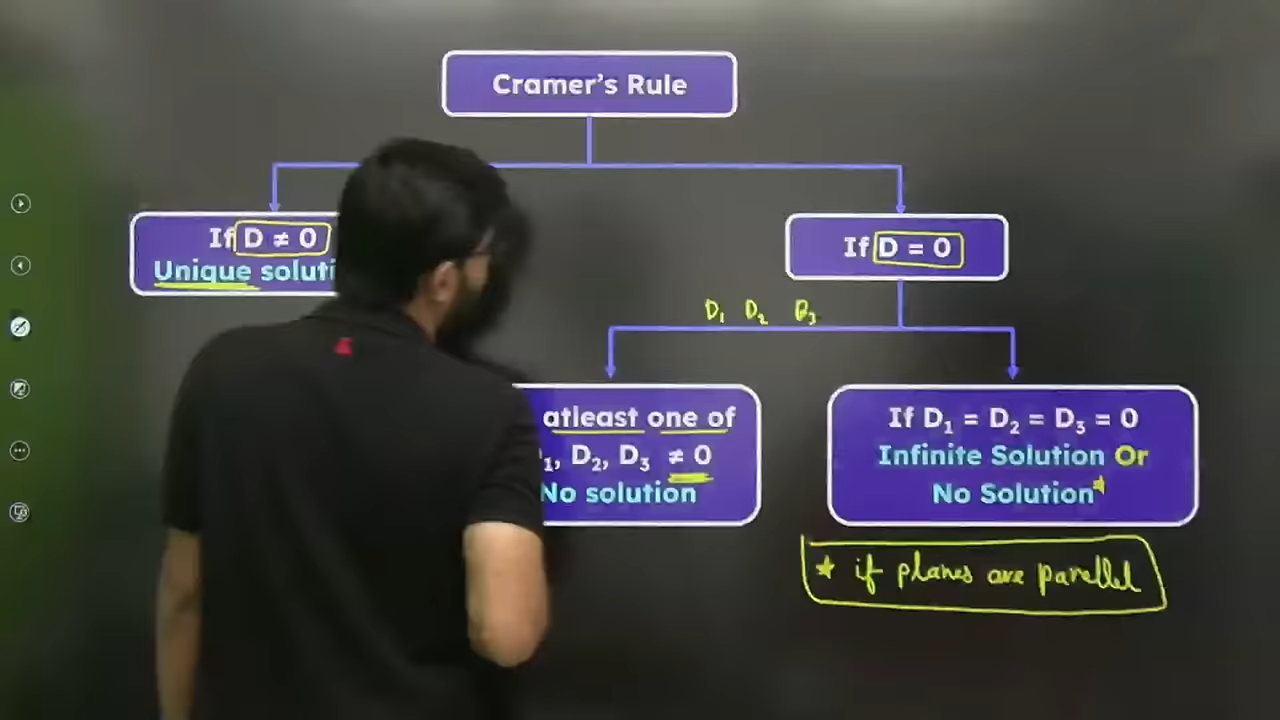 Cramer's Rule
If D ≠ 0
Unique
If D = 0
D₁ D₂ D₃
atleast one of
D₂, D₃ ≠ 0
No solution
If D₁ = D₂ = D₃ = 0
Infinite Solution Or
No Solution*
* if planes are parallel